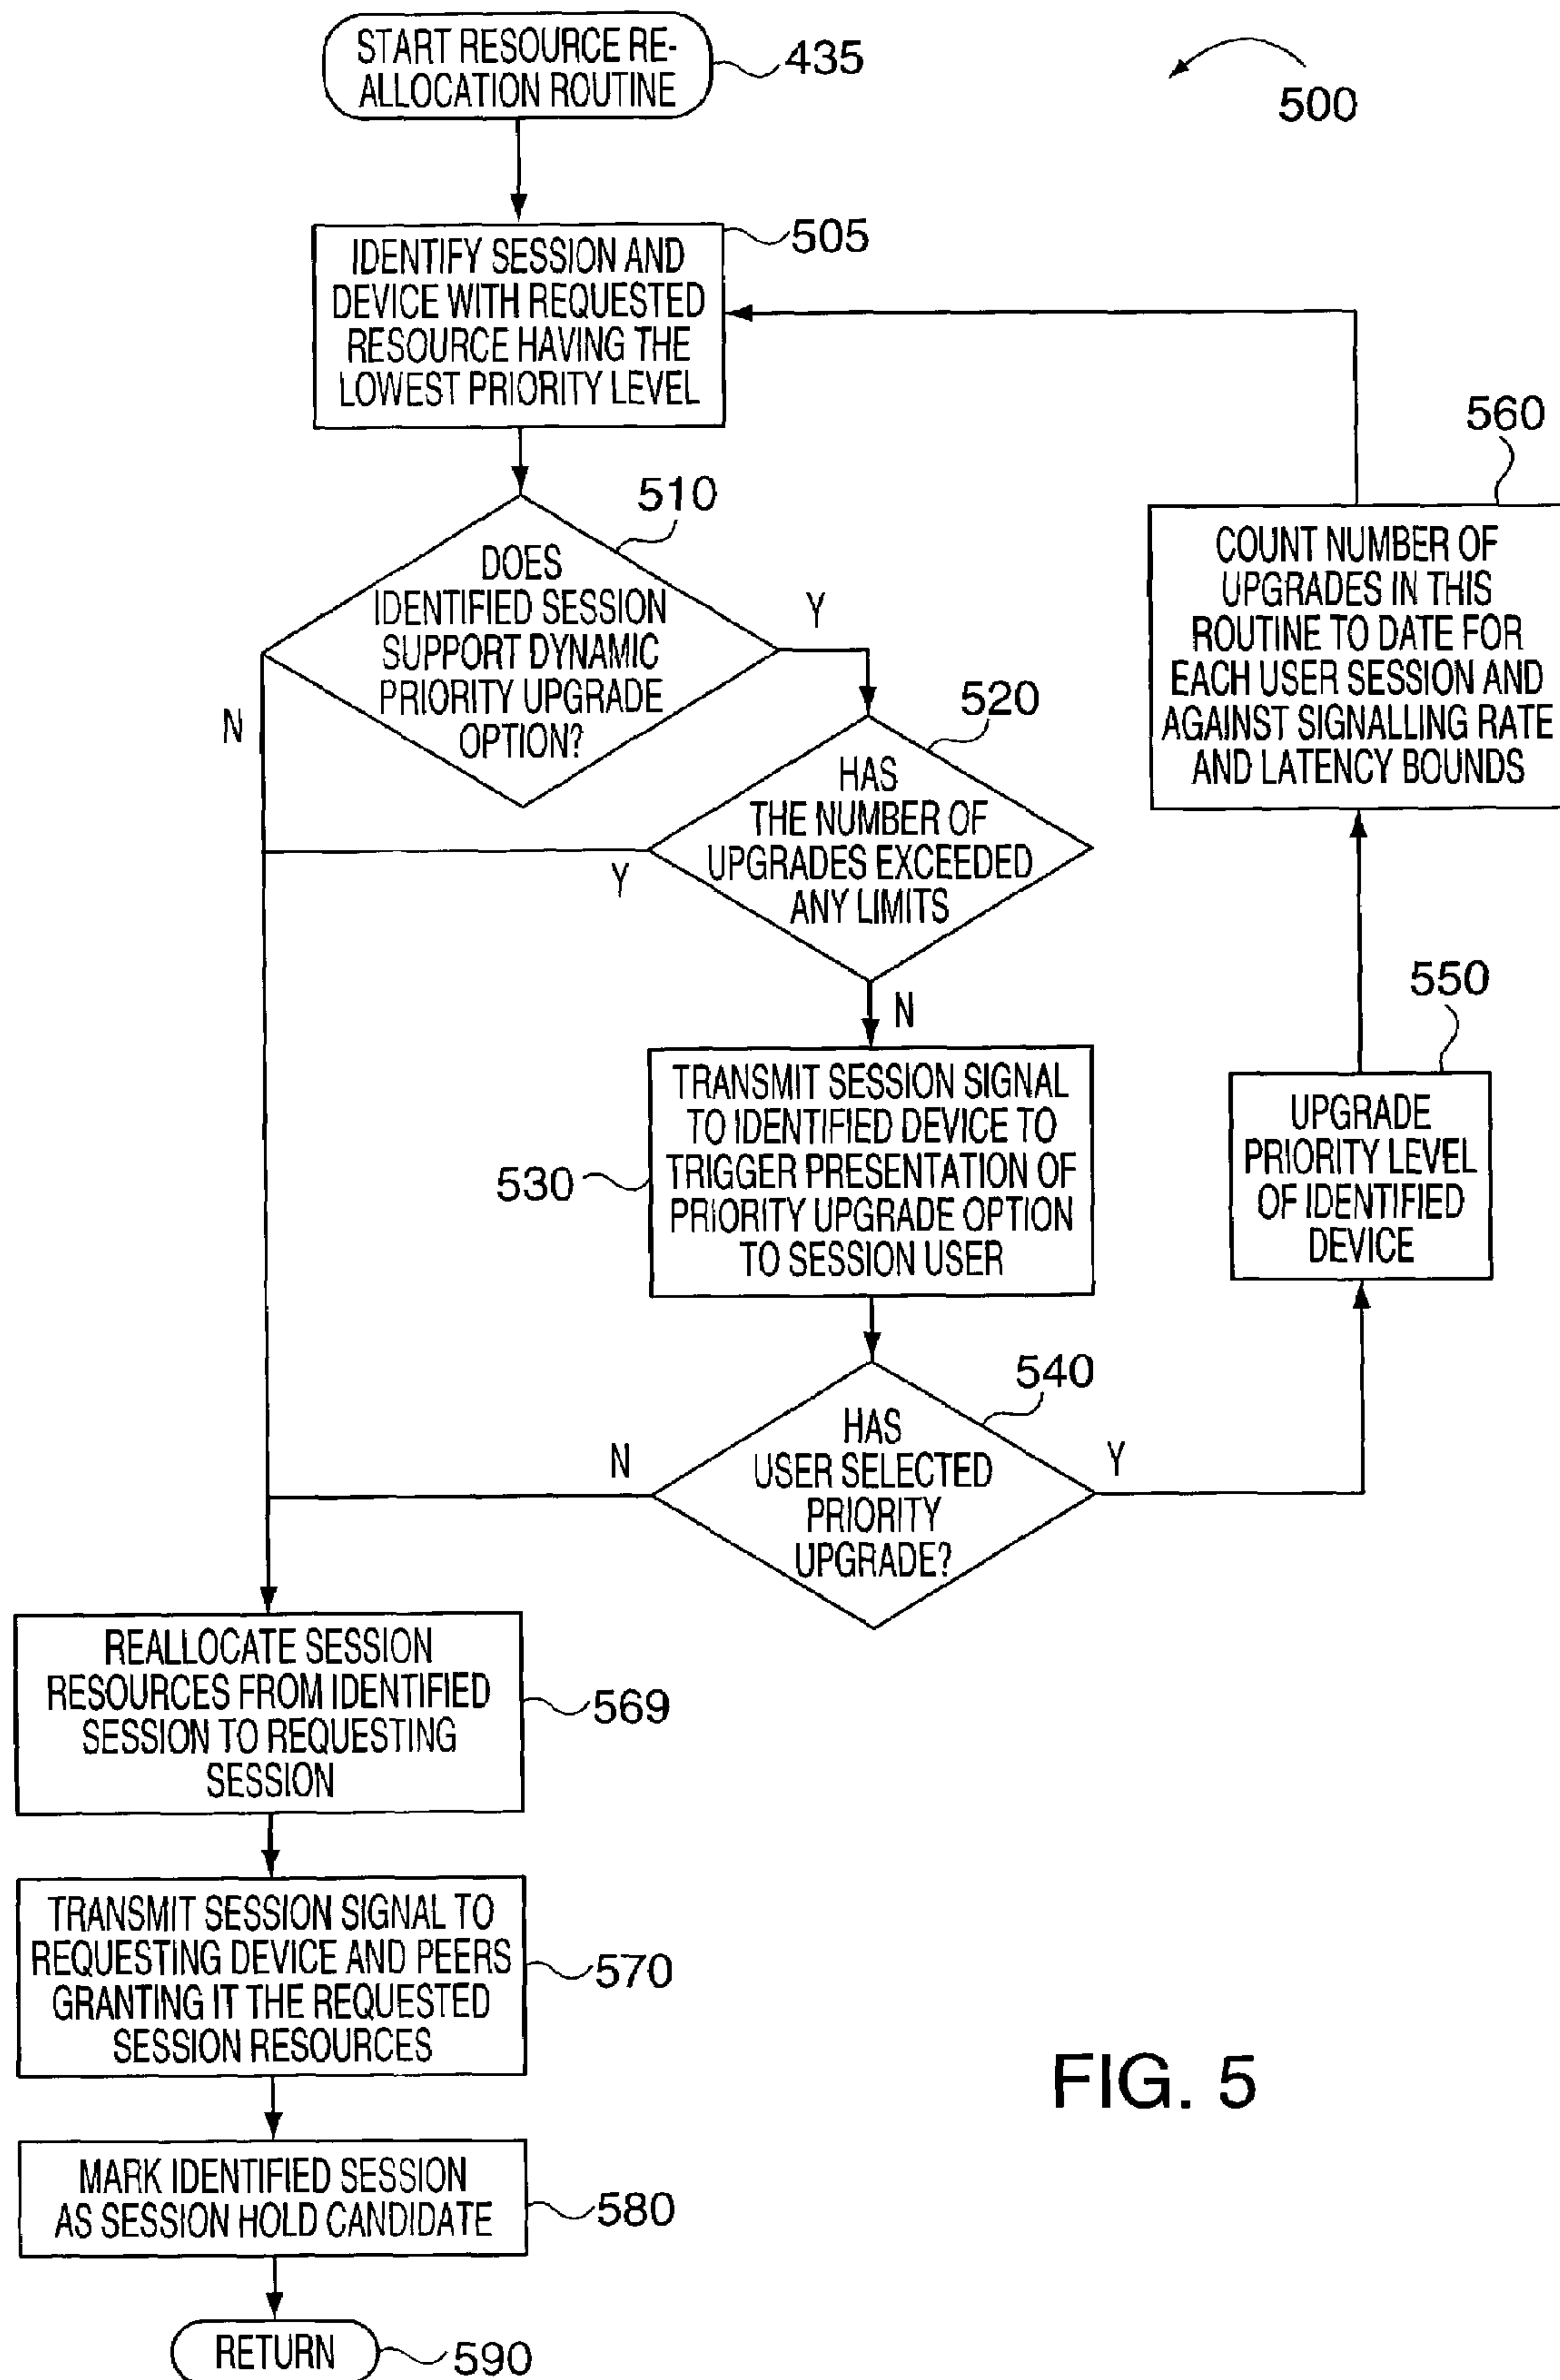 START RESOURCE RE-
ALLOCATION ROUTINE
435
500
IDENTIFY SESSION AND
DEVICE WITH REQUESTED
RESOURCE HAVING THE
LOWEST PRIORITY LEVEL
505
510
DOES
IDENTIFIED SESSION
SUPPORT DYNAMIC
PRIORITY UPGRADE
OPTION?
Y
N
520
HAS
THE NUMBER OF
UPGRADES EXCEEDED
ANY LIMITS
Y
N
560
COUNT NUMBER OF
UPGRADES IN THIS
ROUTINE TO DATE FOR
EACH USER SESSION AND
AGAINST SIGNALLING RATE
AND LATENCY BOUNDS
550
UPGRADE
PRIORITY LEVEL
OF IDENTIFIED
DEVICE
530
TRANSMIT SESSION SIGNAL
TO IDENTIFIED DEVICE TO
TRIGGER PRESENTATION OF
PRIORITY UPGRADE OPTION
TO SESSION USER
540
HAS
USER SELECTED
PRIORITY
UPGRADE?
N
Y
REALLOCATE SESSION
RESOURCES FROM IDENTIFIED
SESSION TO REQUESTING
SESSION
569
TRANSMIT SESSION SIGNAL TO
REQUESTING DEVICE AND PEERS
GRANTING IT THE REQUESTED
SESSION RESOURCES
570
MARK IDENTIFIED SESSION
AS SESSION HOLD CANDIDATE
580
RETURN
590
FIG. 5